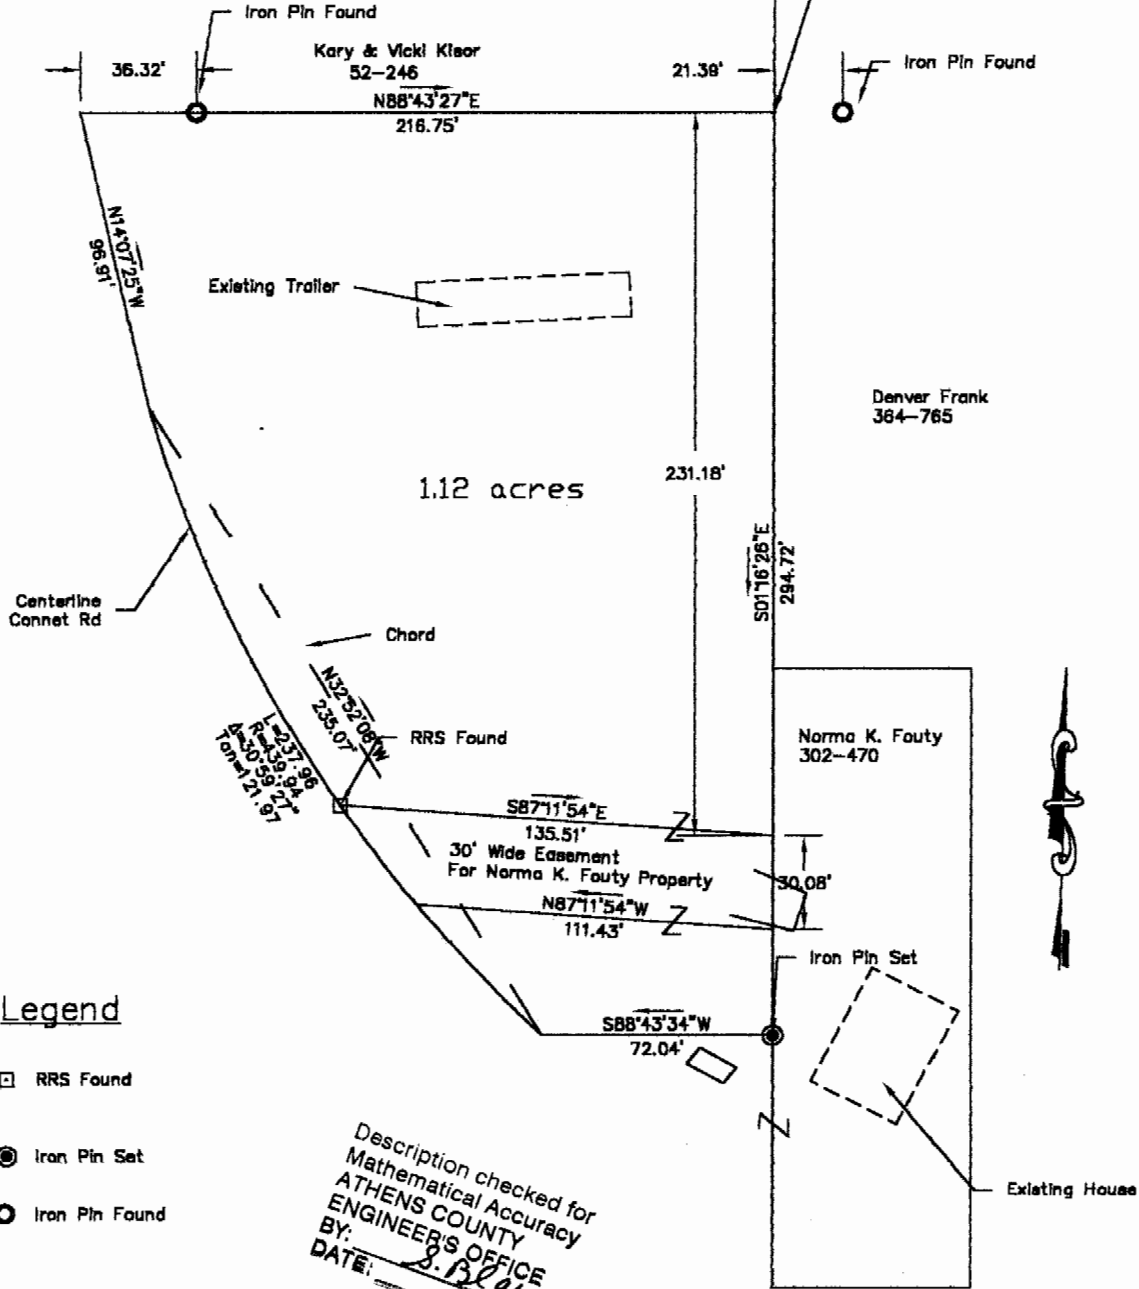 Iron Pin Found
Kary & Vicki Kisor
52-246
36.32'
21.39'
Iron Pin Found
N88°43'27"E
216.75'
N14°07'25"W
96.91'
Existing Trailer
Denver Frank
384-765
231.18'
1.12 acres
S01°16'26"E
294.72'
Centerline
Connet Rd
Chord
N32°52'08"W
235.07'
L=237.96
R=439.94
Δ=30°59'27"
Tan=121.97
RRS Found
Norma K. Fouty
302-470
S87°11'54"E
135.51'
30' Wide Easement
For Norma K. Fouty Property
30.08'
N87°11'54"W
111.43'
Iron Pin Set
S88°43'34"W
72.04'
Legend
RRS Found
Iron Pin Set
Iron Pin Found
Existing House
Description checked for
Mathematical Accuracy
ATHENS COUNTY
ENGINEER'S OFFICE
BY:
DATE: